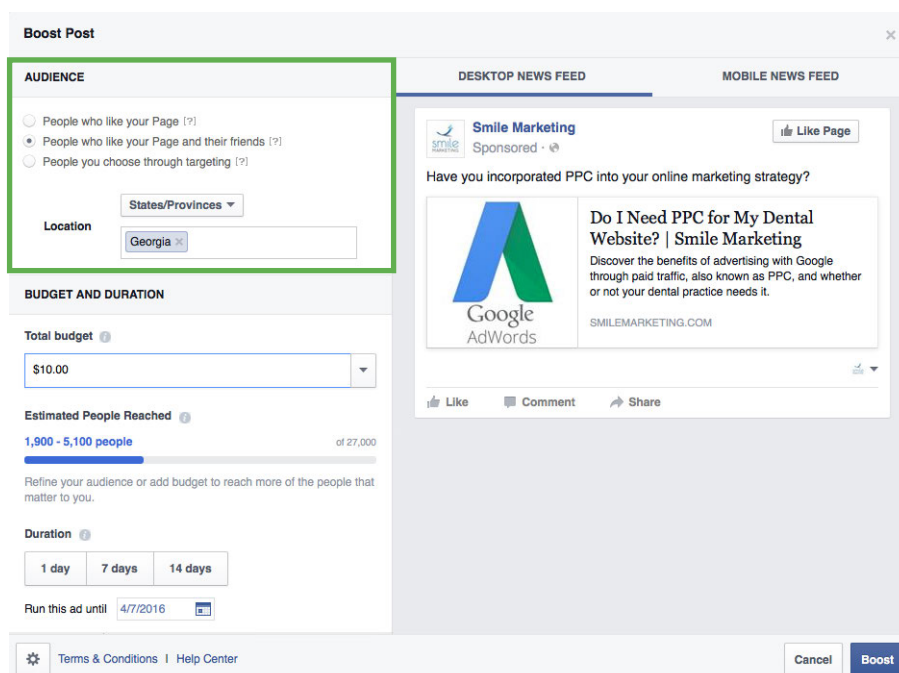 Boost Post
AUDIENCE
People who like your Page [?]
People who like your Page and their friends [?]
People you choose through targeting [?]
Location
States/Provinces
Georgia
BUDGET AND DURATION
Total budget
$10.00
Estimated People Reached
1,900 - 5,100 people
of 27,000
Refine your audience or add budget to reach more of the people that
matter to you.
Duration
1 day 7 days 14 days
Run this ad until 4/7/2016
Terms & Conditions | Help Center
DESKTOP NEWS FEED
MOBILE NEWS FEED
smile
MARKETING
Smile Marketing
Sponsored ·
Like Page
Have you incorporated PPC into your online marketing strategy?
Google
AdWords
Do I Need PPC for My Dental
Website? | Smile Marketing
Discover the benefits of advertising with Google
through paid traffic, also known as PPC, and whether
or not your dental practice needs it.
SMILEMARKETING.COM
Like Comment Share
Cancel
Boost